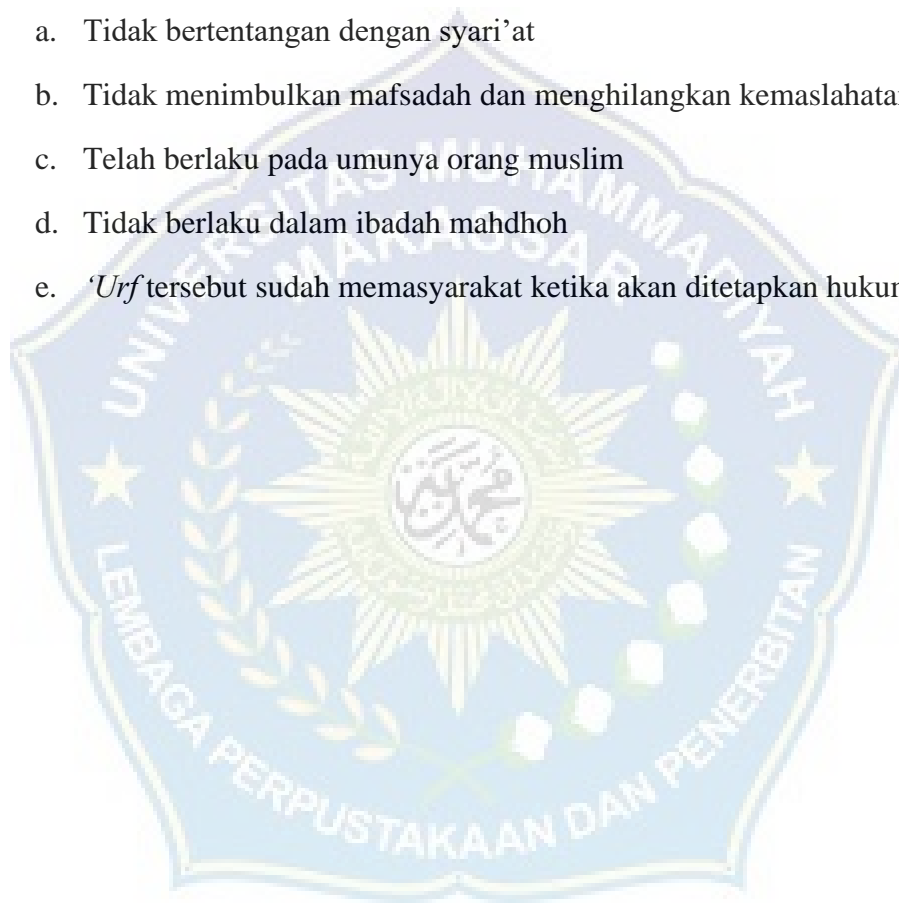 a. Tidak bertentangan dengan syari’at
b. Tidak menimbulkan mafsadah dan menghilangkan
c. Telah berlaku pada umunya orang muslim
d. Tidak berlaku dalam ibadah mahdhoh
e. ‘Urf tersebut sudah memasyarakat ketika akan ditetapkan
UNIVERSITAS MUHAMMADIYAH
MAKASSAR
LEMBAGA PERPUSTAKAAN DAN PENERBITAN